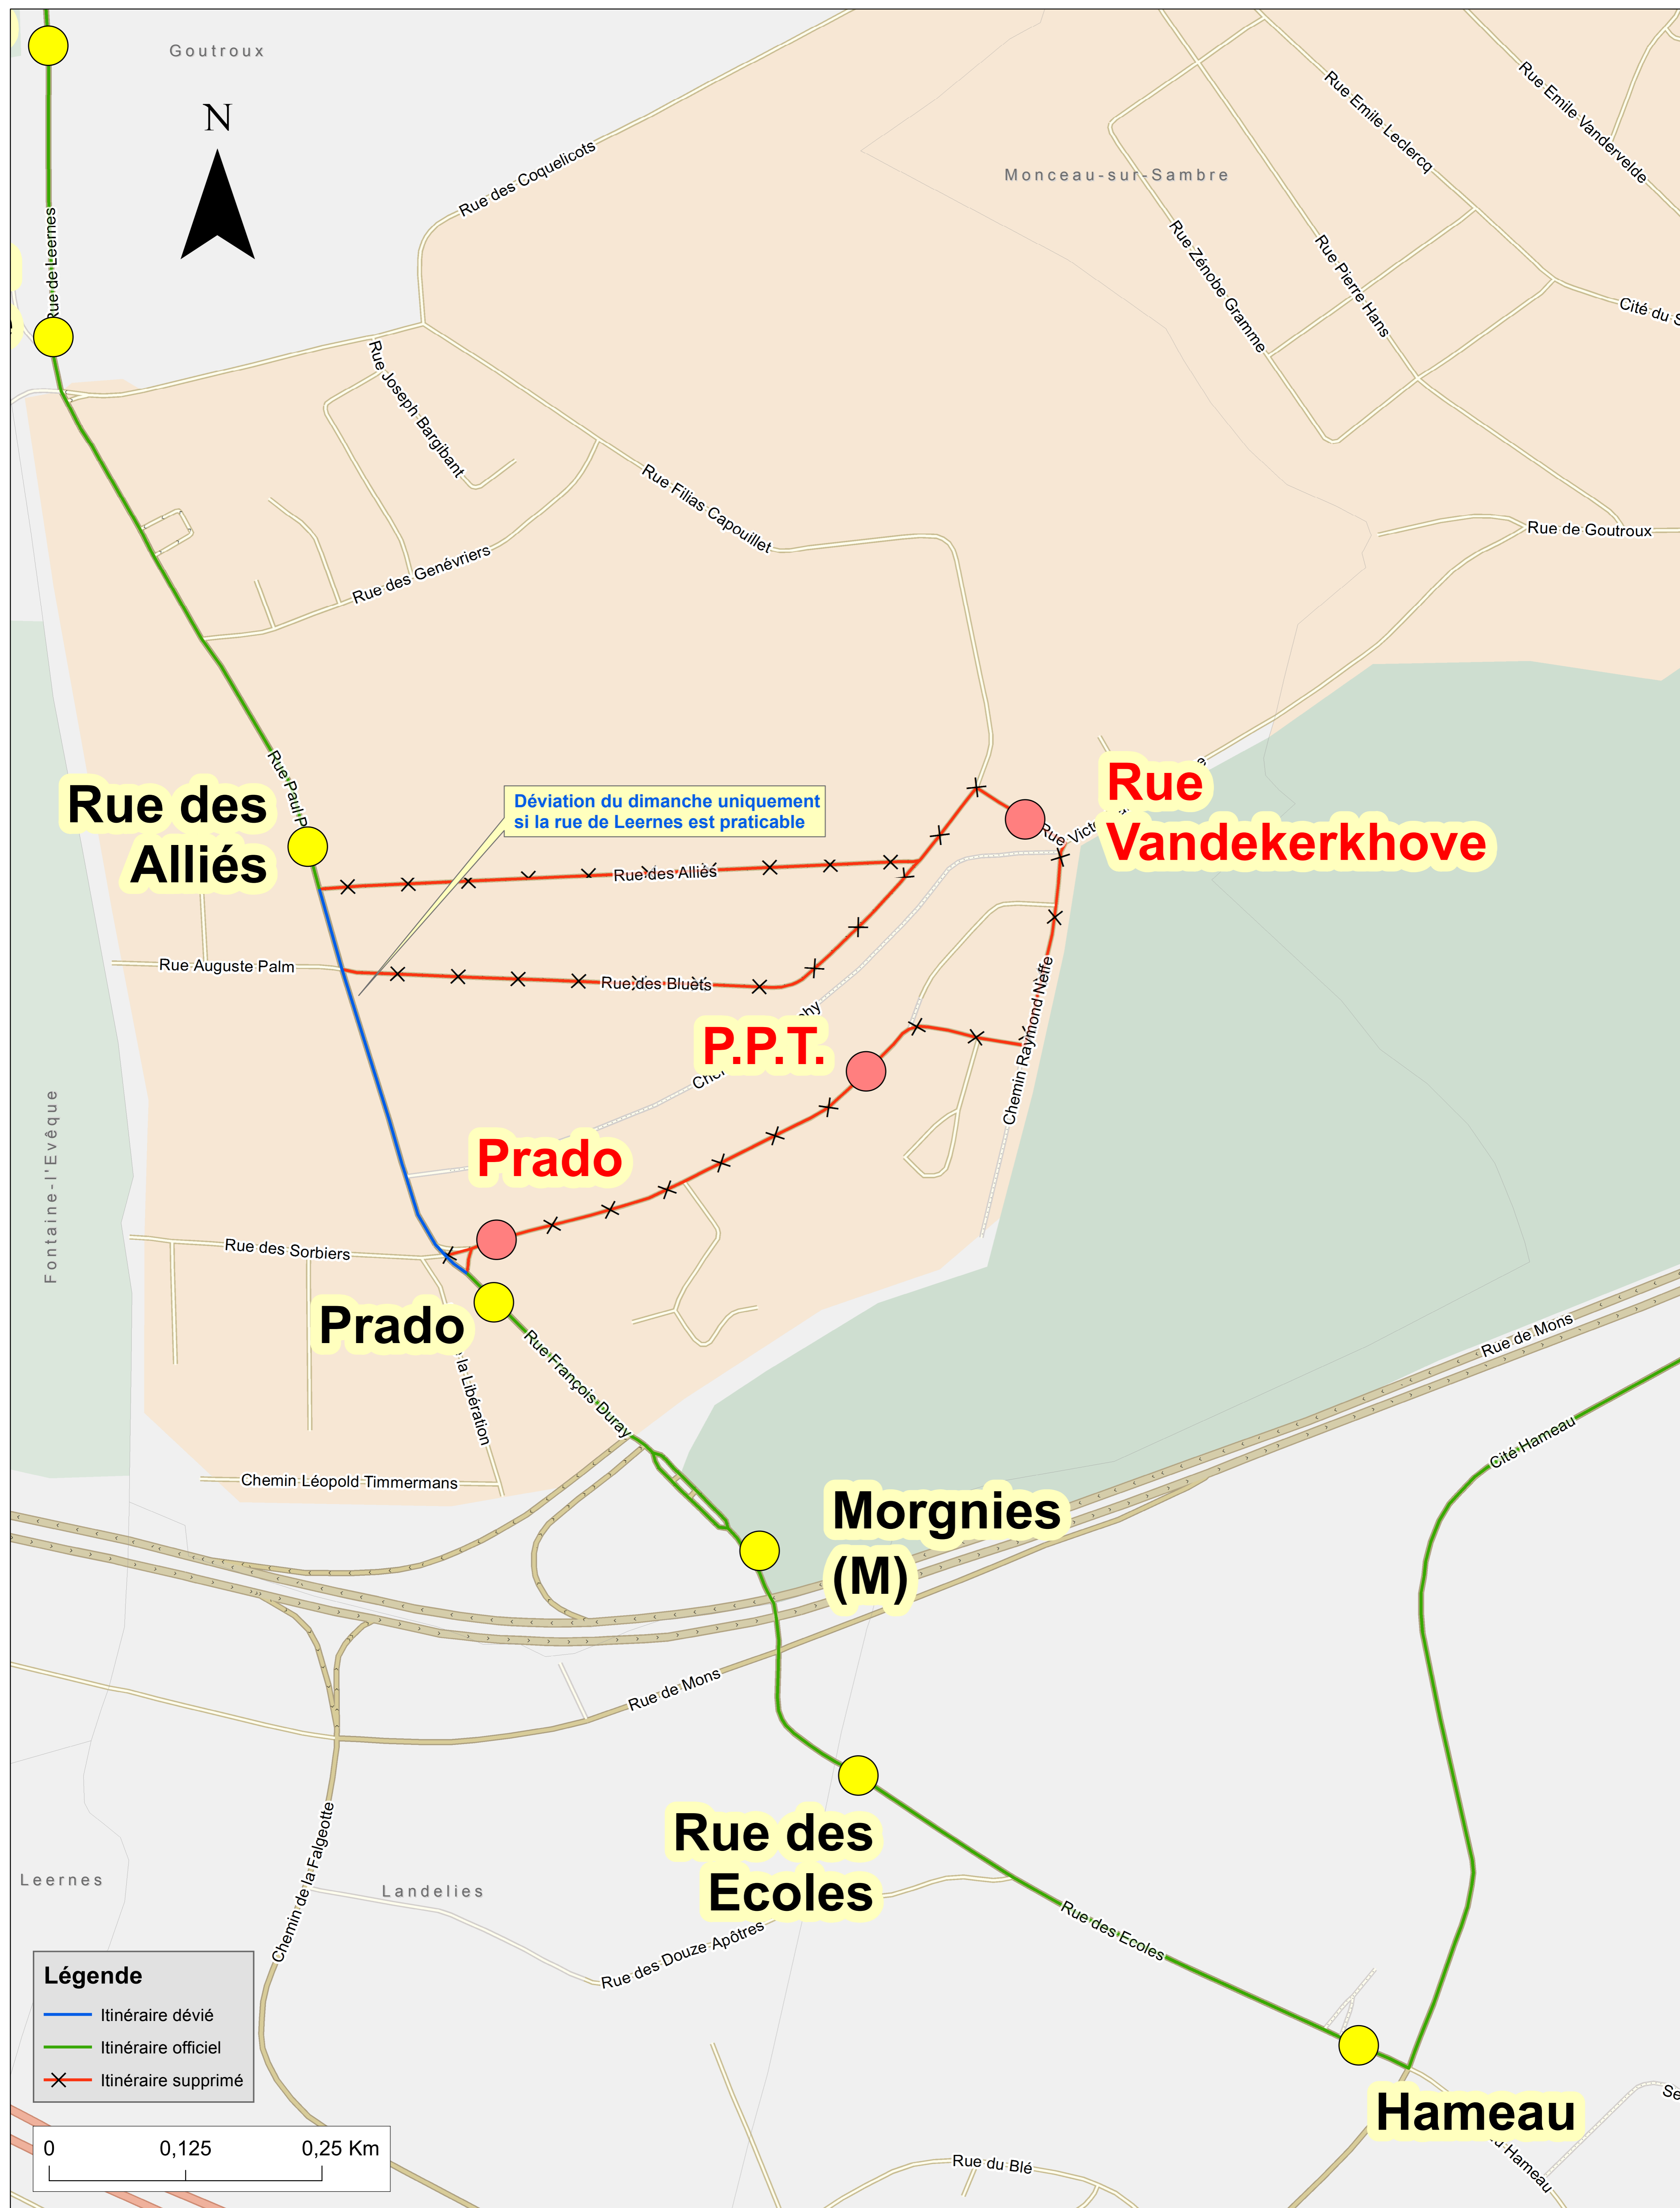 Goutroux
N
Rue des Coquelicots
Monceau-sur-Sambre
Rue Emile Leclercq
Rue Emile Vandervelde
Rue de Leernes
Rue Zénobe Gramme
Rue Pierre Hans
Cité du S
Rue Joseph Bargibant
Rue Filias Capouillet
Rue de Goutroux
Rue des Genévriers
Rue Paul P
Rue des
Alliés
Déviation du dimanche uniquement
si la rue de Leernes est praticable
Rue
Vandekerkhove
Rue Victo
Rue des Alliés
Rue Auguste Palm
Rue des Bluets
P.P.T.
Chemin Raymond Neffe
Fontaine-l'Evêque
Prado
Rue des Sorbiers
Prado
Rue François Duray
la Libération
Rue de Mons
Cité Hameau
Chemin Léopold Timmermans
Morgnies
(M)
Rue de Mons
Rue des
Ecoles
Chemin de la Falgeotte
Leernes
Landelies
Rue des Douze Apôtres
Rue des Ecoles
Légende
Itinéraire dévié
Itinéraire officiel
Itinéraire supprimé
Hameau
0 0,125 0,25 Km
Rue du Blé
u Hameau
Se